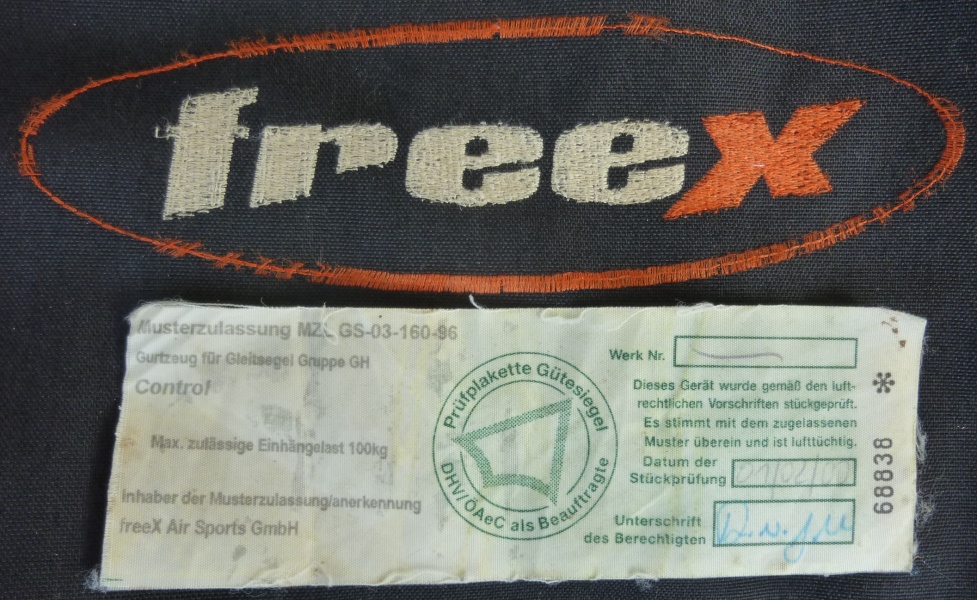 freex
Musterzulassung MZL GS-03-160-96
Gurtzeug für Gleitsegel Gruppe GH
Control
Max. zulässige Einhängelast 100kg
Inhaber der Musterzulassung/anerkennung
freeX Air Sports GmbH
Prüfplakette Gütesiegel
DHV/ÖAeC als Beauftragte
Werk Nr.
Dieses Gerät wurde gemäß den luft-
rechtlichen Vorschriften stückgeprüft.
Es stimmt mit dem zugelassenen
Muster überein und ist lufttüchtig.
Datum der
Stückprüfung
Unterschrift
des Berechtigten
68838 *